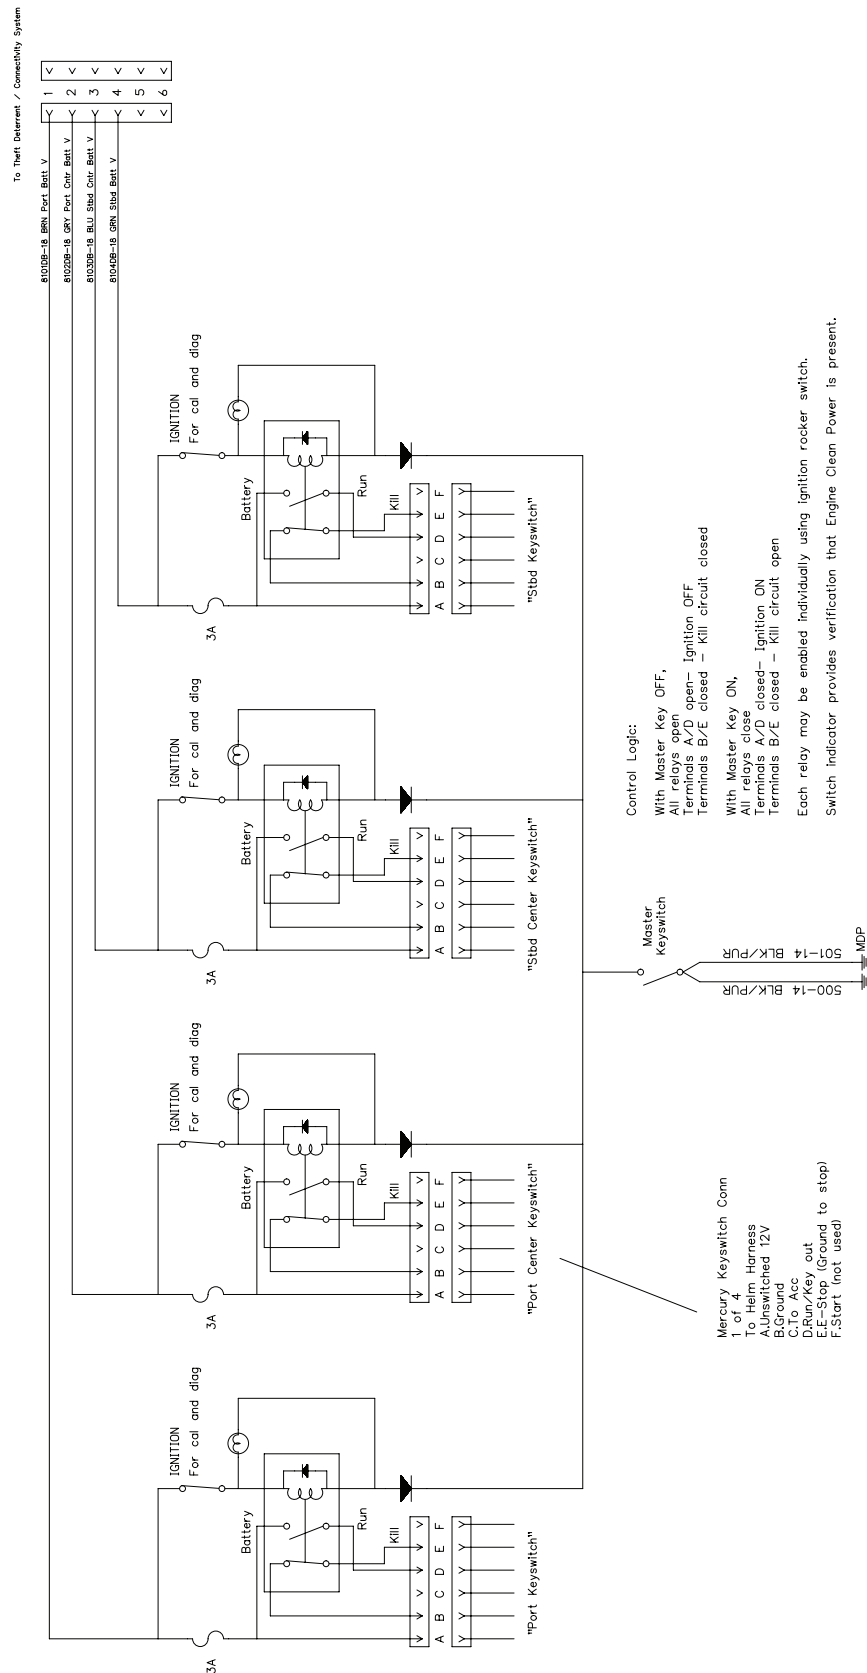 To Theft Deterrent / Connectivity System
1
2
3
4
5
6
8101DB-18 BRN Port Batt V
8102DB-18 GRY Port Cntr Batt V
8103DB-18 BLU Stbd Cntr Batt V
8104DB-18 GRN Stbd Batt V
IGNITION
For cal and diag
Battery
Run
Kill
3A
A B C D E F
"Port Keyswitch"
IGNITION
For cal and diag
Battery
Run
Kill
3A
A B C D E F
"Port Center Keyswitch"
IGNITION
For cal and diag
Battery
Run
Kill
3A
A B C D E F
"Stbd Center Keyswitch"
IGNITION
For cal and diag
Battery
Run
Kill
3A
A B C D E F
"Stbd Keyswitch"
Mercury Keyswitch Conn
1 of 4
To Helm Harness
A.Unswitched 12V
B.Ground
C.To Acc
D.Run/Key out
E.E-Stop (Ground to stop)
F.Start (not used)
Master
Keyswitch
500-14 BLK/PUR
501-14 BLK/PUR
MDP
Control Logic:
With Master Key OFF,
All relays open
Terminals A/D open- Ignition OFF
Terminals B/E closed - Kill circuit closed
With Master Key ON,
All relays close
Terminals A/D closed- Ignition ON
Terminals B/E closed - Kill circuit open
Each relay may be enabled individually using ignition rocker switch.
Switch indicator provides verification that Engine Clean Power is present.